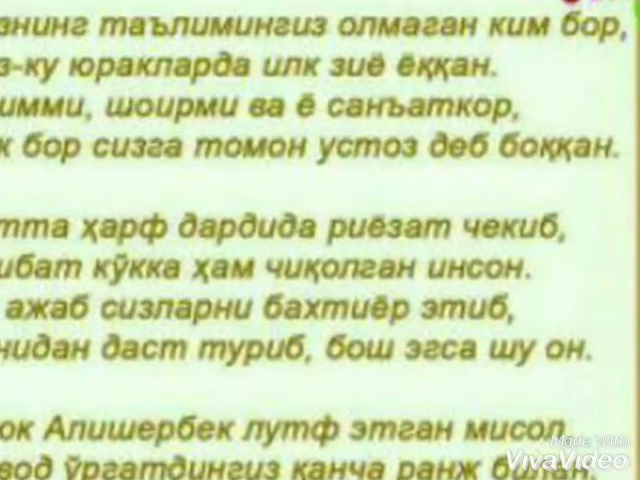 знинг таълимингиз олмаган ким бор,
з-ку юракларда илк зиё ёққан.
имми, шоирми ва ё санъаткор,
к бор сизга томон устоз деб боққан.
тта ҳарф дардида риёзат чекиб,
ибат кўкка ҳам чиқолган инсон.
ажаб сизларни бахтиёр этиб,
нидан даст туриб, бош эгса шу он.
ок Алишербек лутф этган мисол
вод ўргатдингиз қанча ранж билан.
Made With
VivaVideo